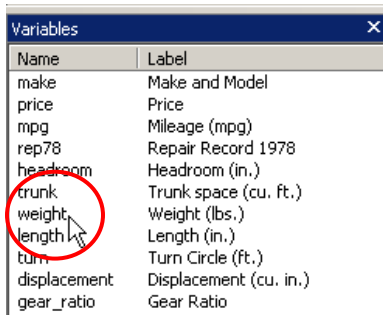 Variables
Name Label
make Make and Model
price Price
mpg Mileage (mpg)
rep78 Repair Record 1978
headroom Headroom (in.)
trunk Trunk space (cu. ft.)
weight Weight (lbs.)
length Length (in.)
turn Turn Circle (ft.)
displacement Displacement (cu. in.)
gear_ratio Gear Ratio